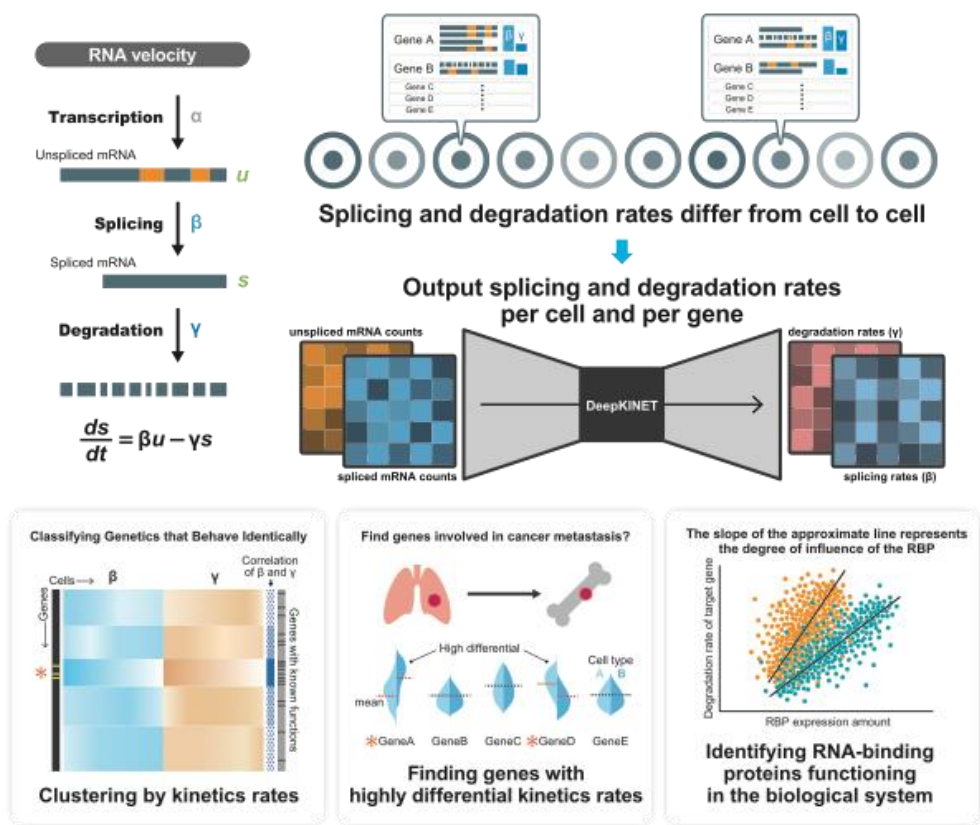 RNA velocity
Transcription α
Unspliced mRNA
u
Splicing β
Spliced mRNA
s
Degradation γ
ds/dt = βu − γs
Gene A
β γ
Gene B
Gene C
Gene D
Gene E
Gene A
β γ
Gene B
Gene C
Gene D
Gene E
Splicing and degradation rates differ from cell to cell
Output splicing and degradation rates
per cell and per gene
unspliced mRNA counts
degradation rates (γ)
DeepKINET
spliced mRNA counts
splicing rates (β)
Classifying Genetics that Behave Identically
Cells
β
γ
Correlation
of β and γ
Genes
*
Genes with known functions
Clustering by kinetics rates
Find genes involved in cancer metastasis?
High differential
Cell type
A B
mean
*GeneA GeneB GeneC *GeneD GeneE
Finding genes with
highly differential kinetics rates
The slope of the approximate line represents
the degree of influence of the RBP
Degradation rate of target gene
RBP expression amount
Identifying RNA-binding
proteins functioning
in the biological system